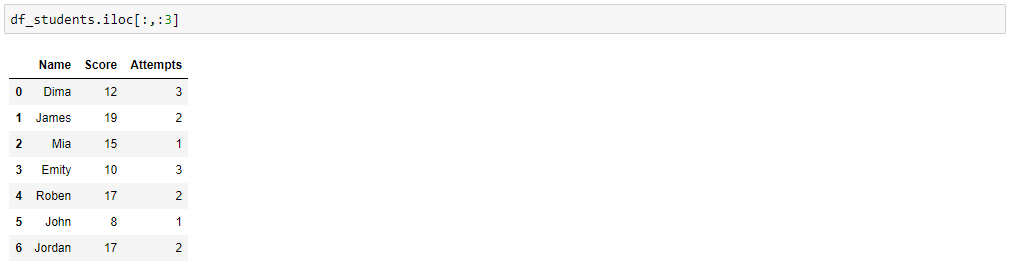 df_students.iloc[:,:3]
Name Score Attempts
0 Dima 12 3
1 James 19 2
2 Mia 15 1
3 Emity 10 3
4 Roben 17 2
5 John 8 1
6 Jordan 17 2